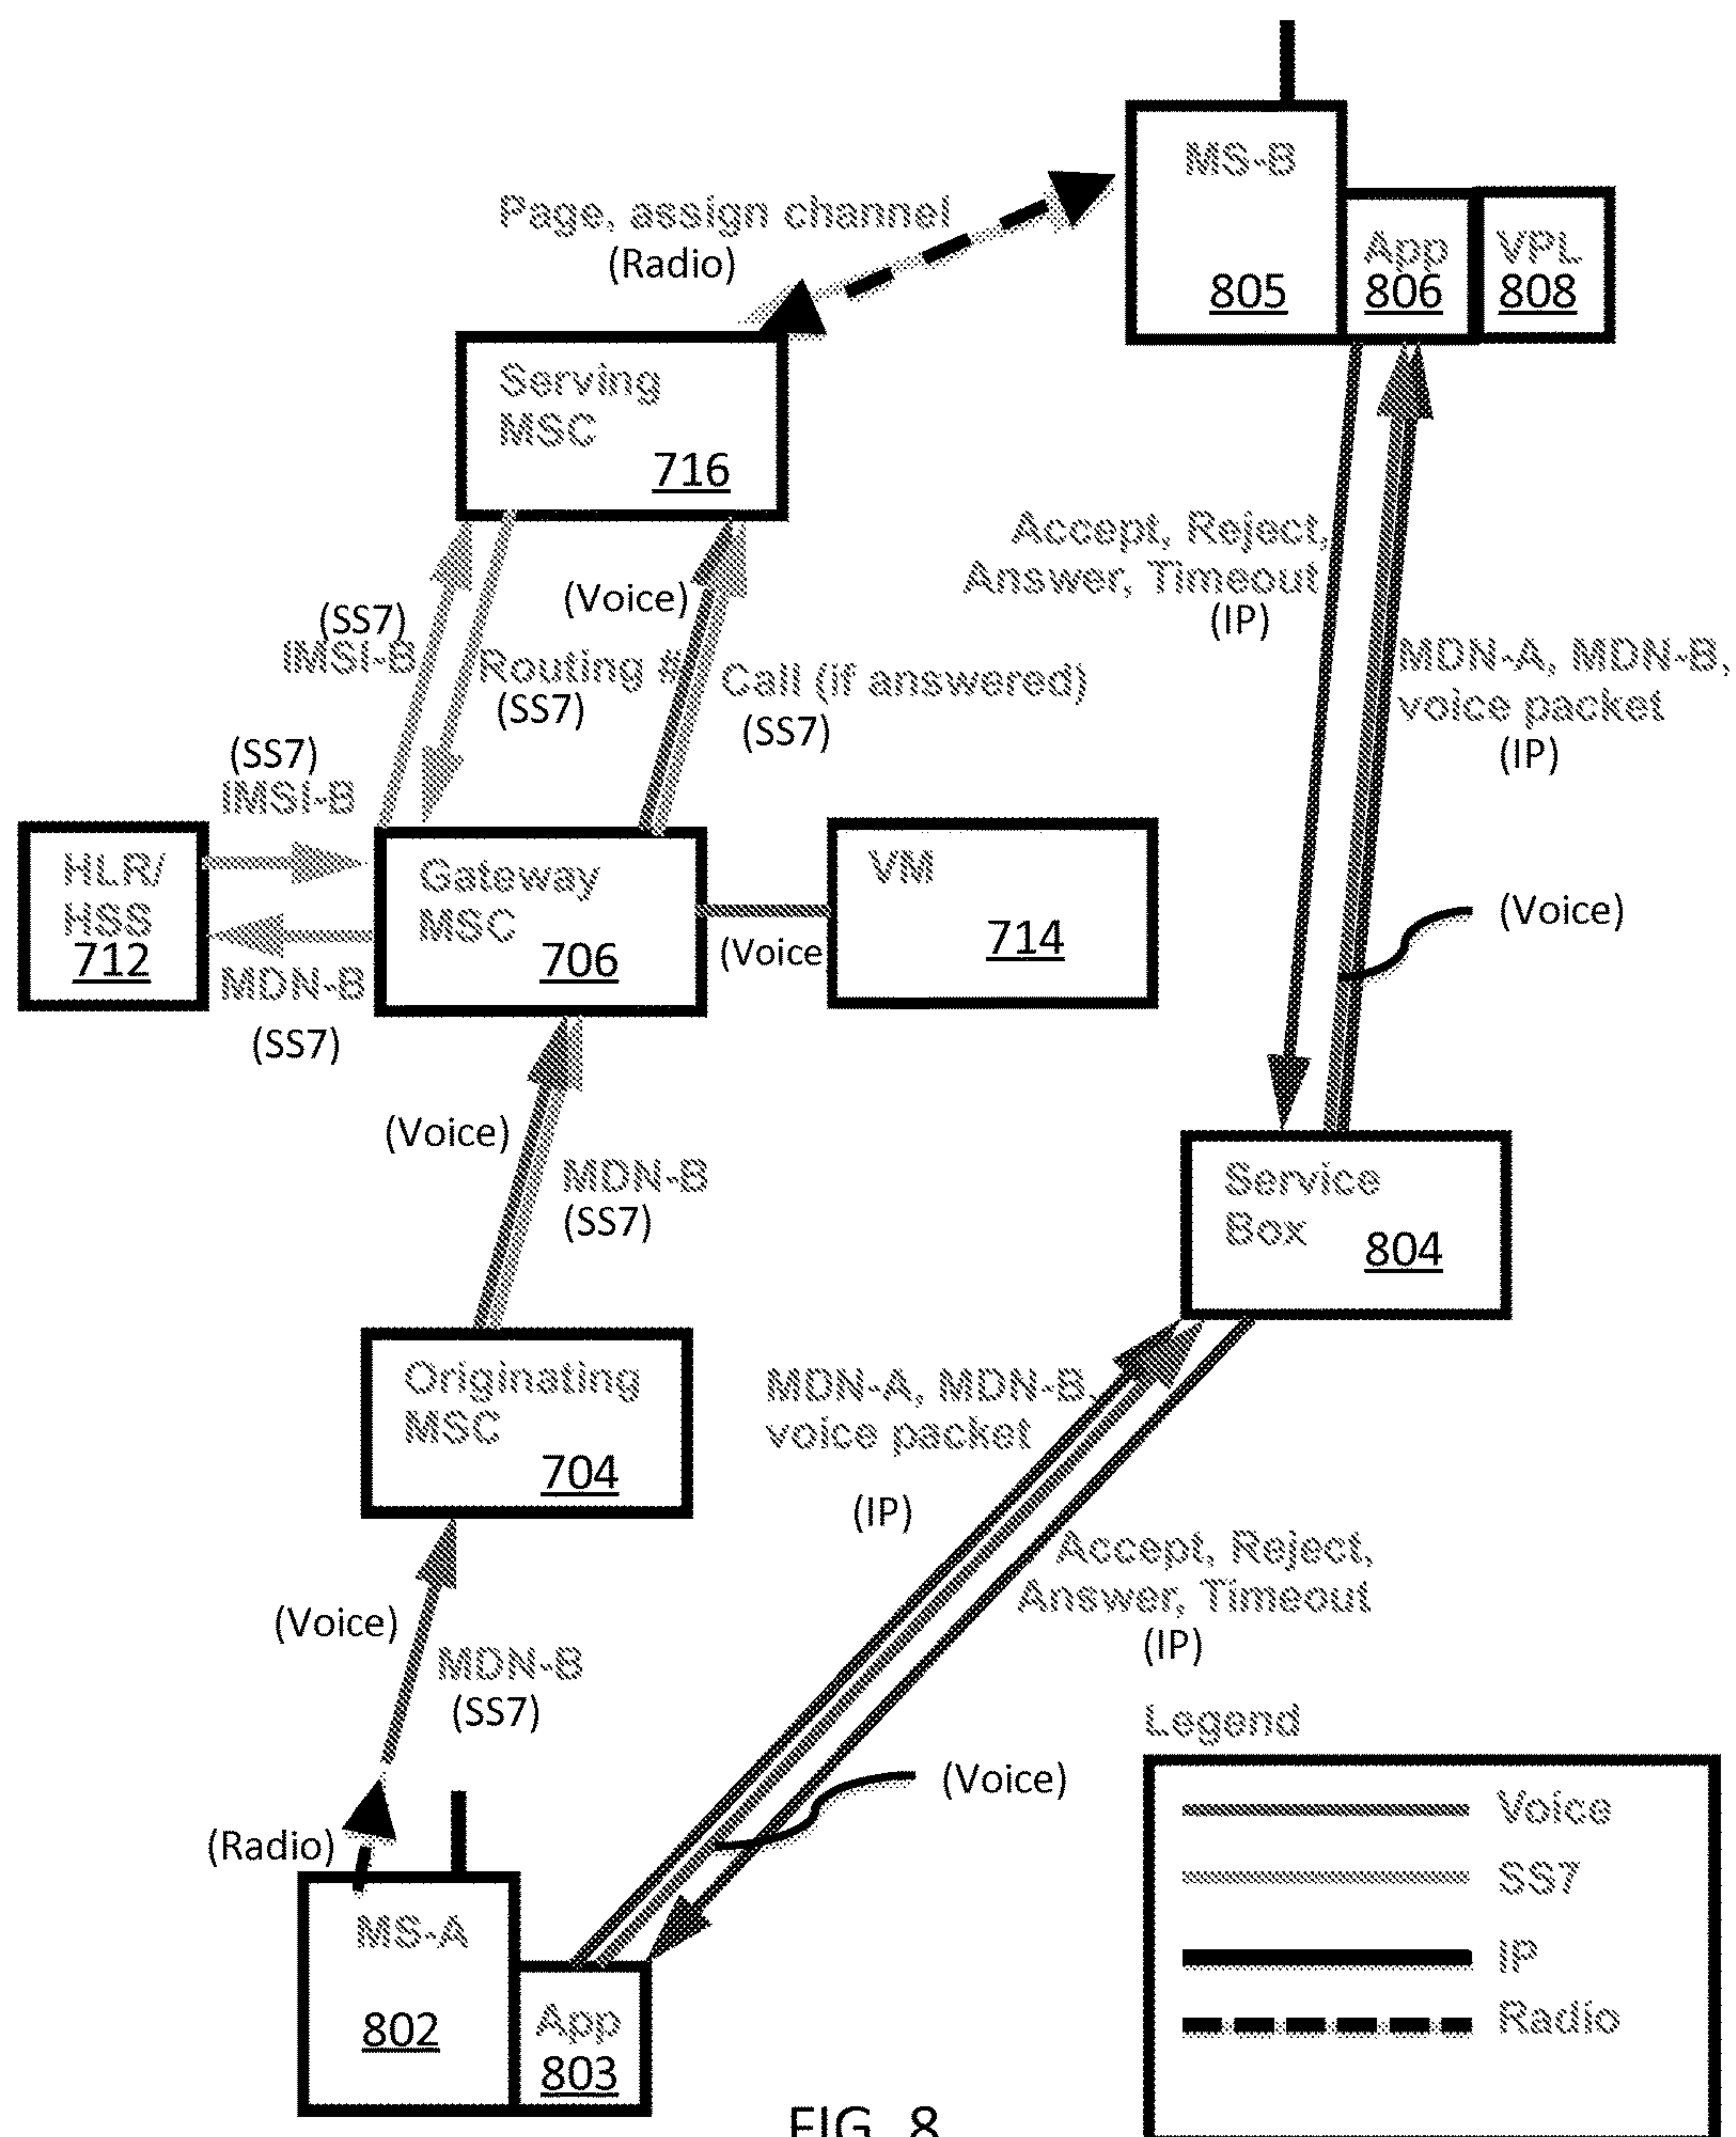 MS-B
805
App
806
VPL
808
Page, assign channel
(Radio)
Serving
MSC
716
Accept, Reject,
Answer, Timeout
(IP)
MDN-A, MDN-B,
voice packet
(IP)
(Voice)
(SS7)
IMSI-B
Routing #
(SS7)
(Voice)
Call (if answered)
(SS7)
(SS7)
IMSI-B
HLR/
HSS
712
MDN-B
(SS7)
Gateway
MSC
706
(Voice
VM
714
(Voice)
MDN-B
(SS7)
Service
Box
804
Originating
MSC
704
MDN-A, MDN-B,
voice packet
(IP)
Accept, Reject,
Answer, Timeout
(IP)
(Voice)
MDN-B
(SS7)
(Radio)
(Voice)
MS-A
802
App
803
Legend
Voice
SS7
IP
Radio
FIG. 8